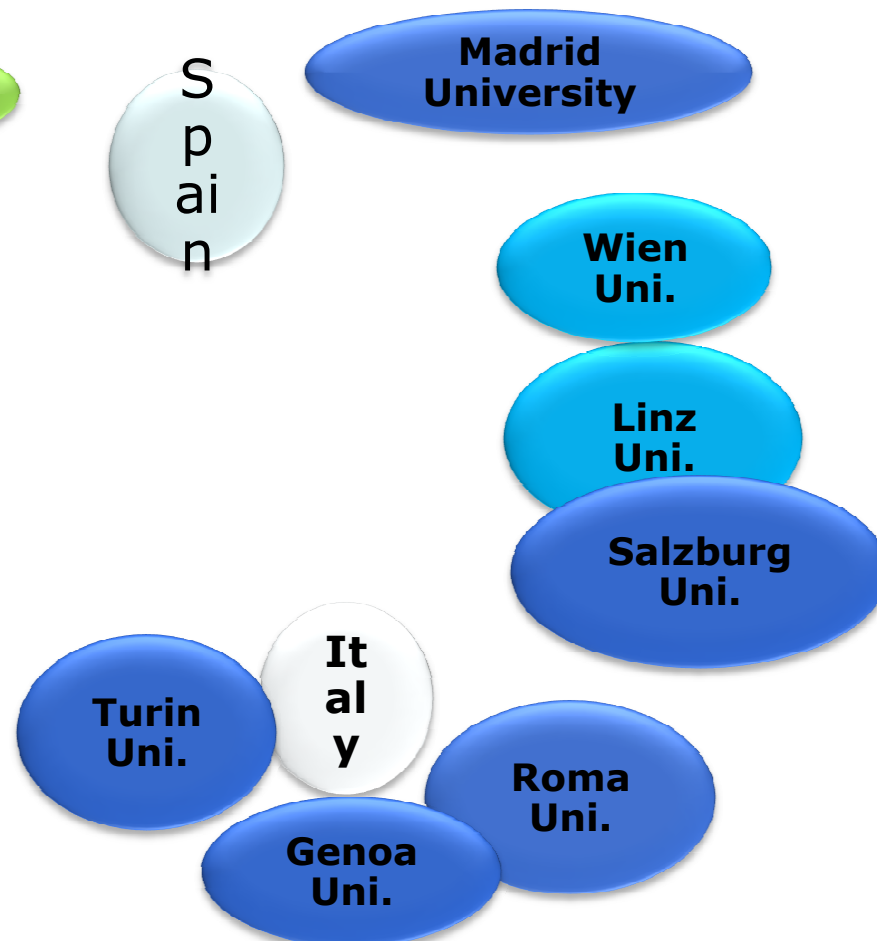 Madrid
University
S
p
ai
n
Wien
Uni.
Linz
Uni.
Salzburg
Uni.
It
al
y
Turin
Uni.
Roma
Uni.
Genoa
Uni.